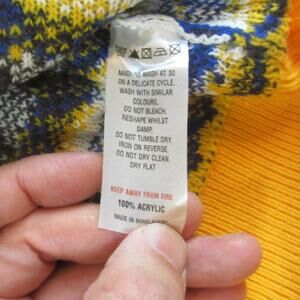 MACHINE WASH AT 30
ON A DELICATE CYCLE.
WASH WITH SIMILAR
COLOURS,
DO NOT BLEACH.
RESHAPE WHILST
DAMP.
DO NOT TUMBLE DRY.
IRON ON REVERSE.
DO NOT DRY CLEAN.
DRY FLAT
KEEP AWAY FROM FIRE
100% ACRYLIC
MADE IN BANGLADESH